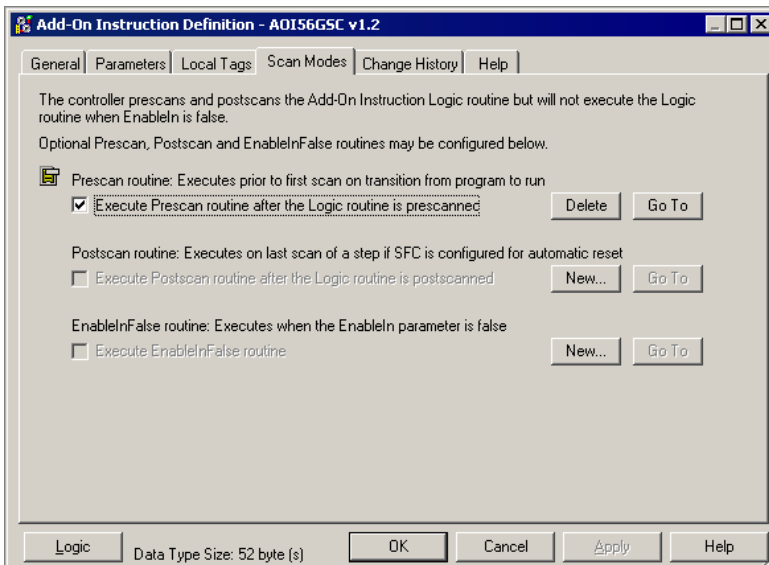 Add-On Instruction Definition - AOI56GSC v1.2
General Parameters Local Tags Scan Modes Change History Help
The controller prescans and postscans the Add-On Instruction Logic routine but will not execute the Logic
routine when EnableIn is false.
Optional Prescan, Postscan and EnableInFalse routines may be configured below.
Prescan routine: Executes prior to first scan on transition from program to run
Execute Prescan routine after the Logic routine is prescanned Delete Go To
Postscan routine: Executes on last scan of a step if SFC is configured for automatic reset
Execute Postscan routine after the Logic routine is postscanned New... Go To
EnableInFalse routine: Executes when the EnableIn parameter is false
Execute EnableInFalse routine New... Go To
Logic Data Type Size: 52 byte (s) OK Cancel Apply Help